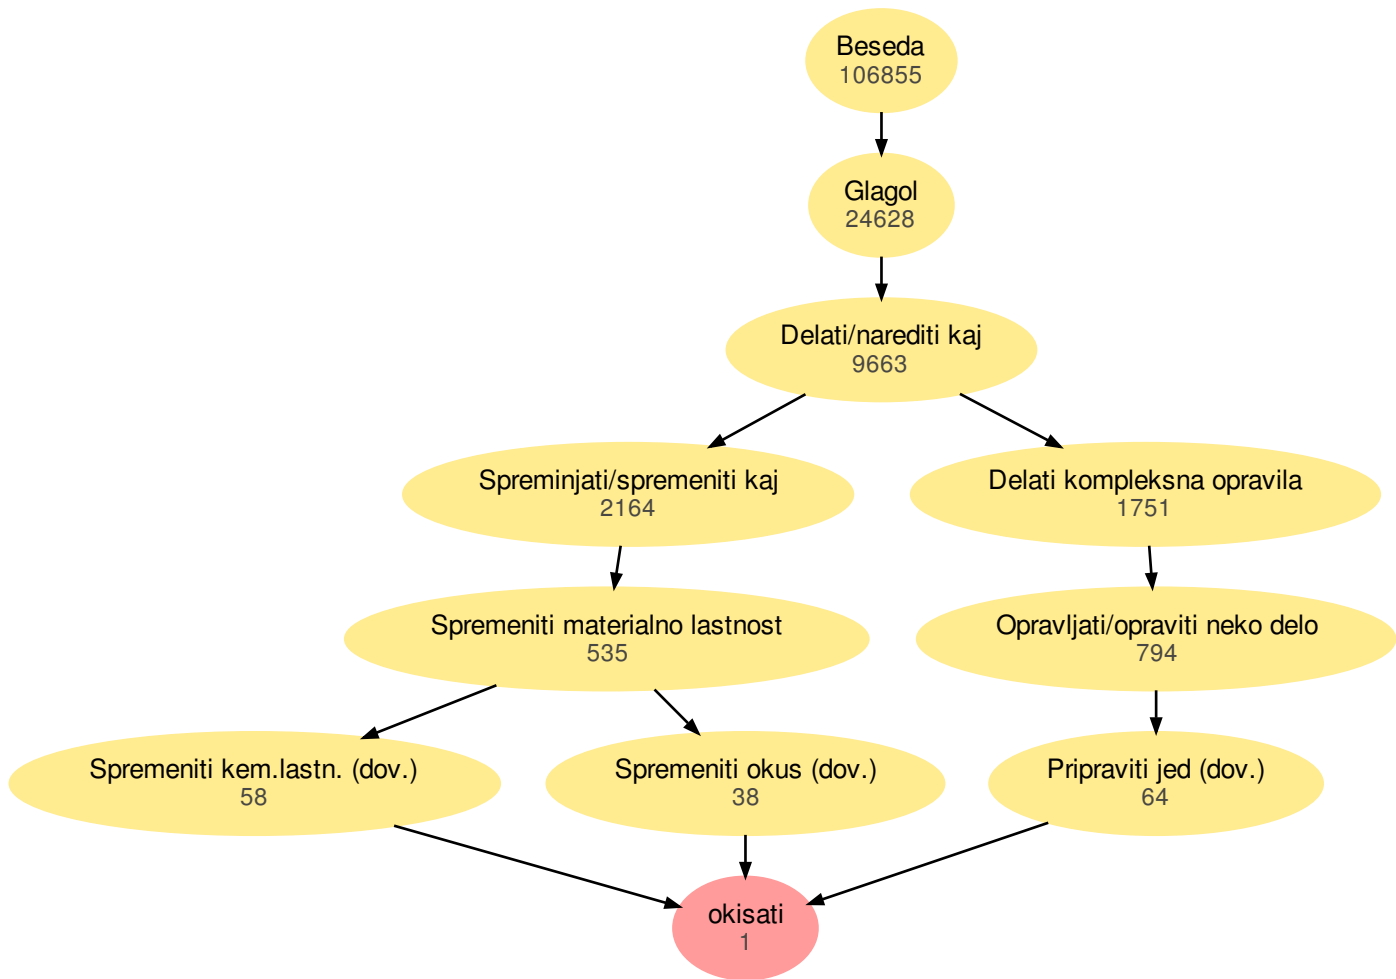 Beseda
106855
Glagol
24628
Delati/narediti kaj
9663
Spreminjati/spremeniti kaj
2164
Delati kompleksna opravila
1751
Spremeniti materialno lastnost
535
Opravljati/opraviti neko delo
794
Spremeniti kem.lastn. (dov.)
58
Spremeniti okus (dov.)
38
Pripraviti jed (dov.)
64
okisati
1